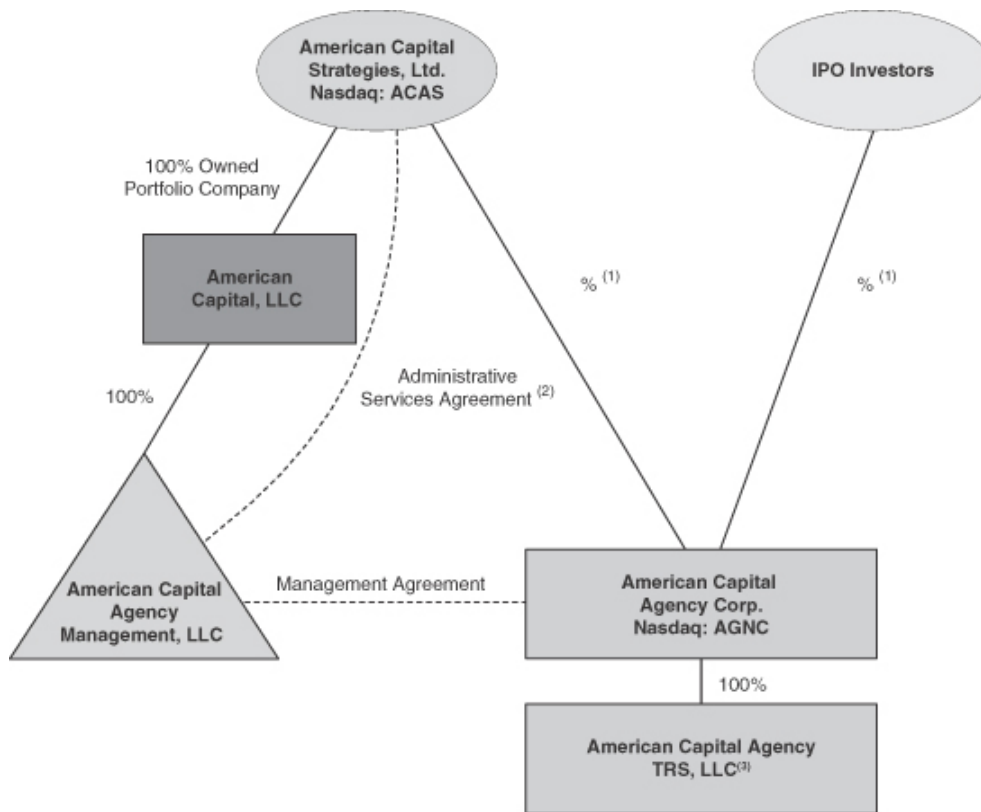 American Capital
Strategies, Ltd.
Nasdaq: ACAS
IPO Investors
100% Owned
Portfolio Company
American
Capital, LLC
% (1)
% (1)
Administrative
Services Agreement (2)
100%
American Capital
Agency
Management, LLC
Management Agreement
American Capital
Agency Corp.
Nasdaq: AGNC
100%
American Capital Agency
TRS, LLC(3)